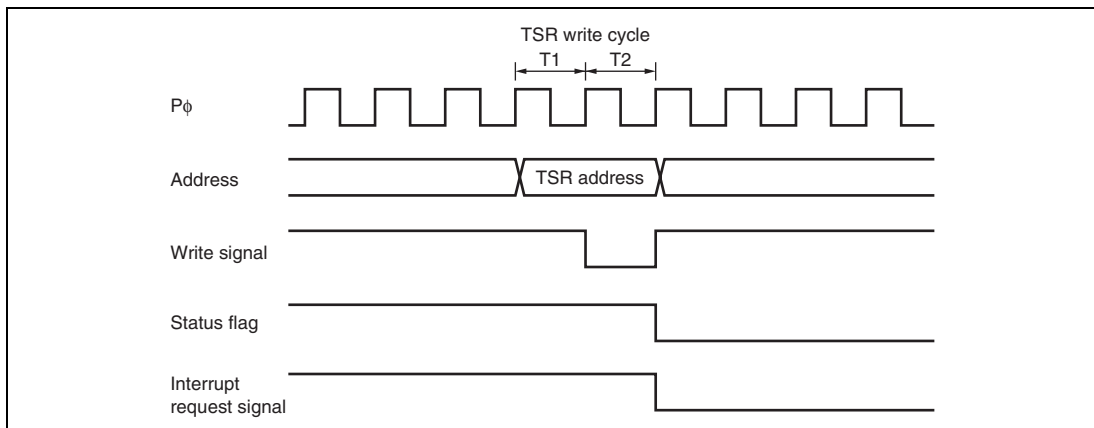 TSR write cycle
T1 T2
Pϕ
Address
TSR address
Write signal
Status flag
Interrupt
request signal